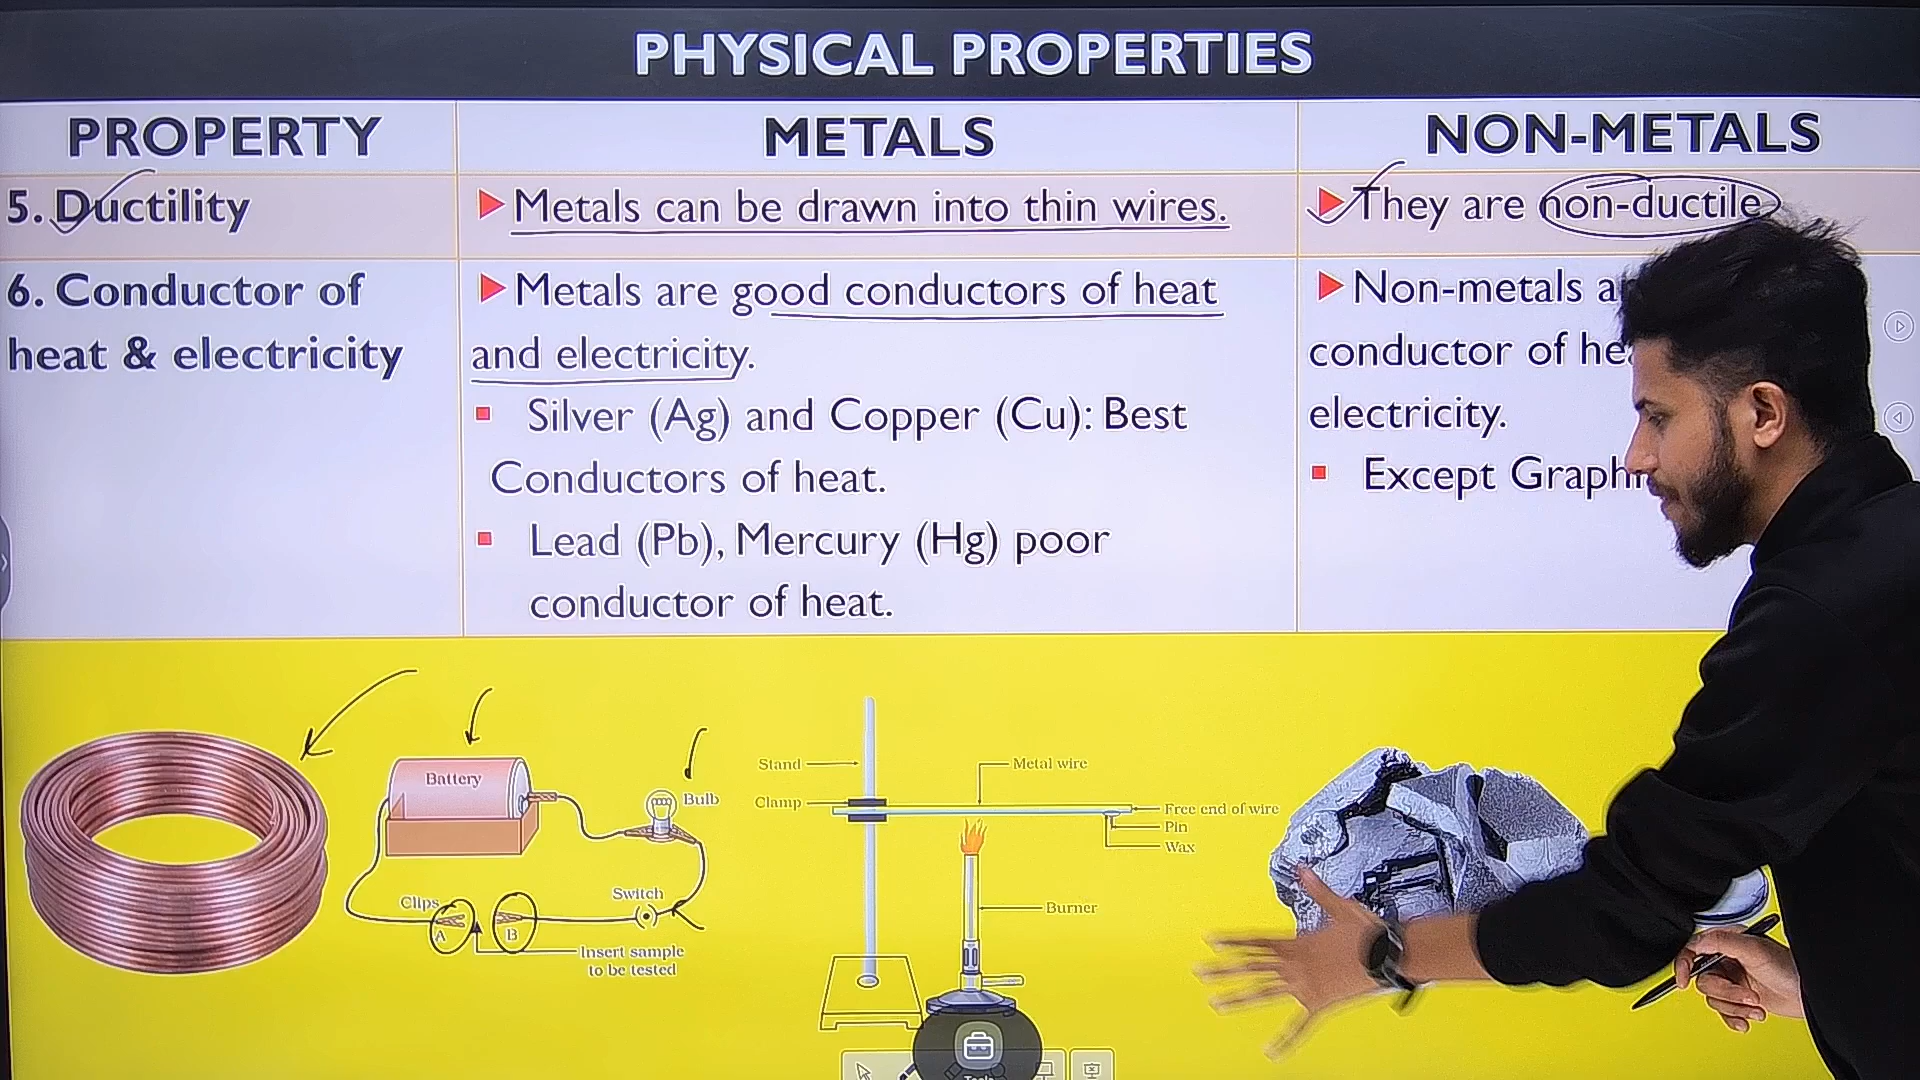 PHYSICAL PROPERTIES
PROPERTY
METALS
NON-METALS
5. Ductility
Metals can be drawn into thin wires.
They are non-ductile
6. Conductor of
heat & electricity
Metals are good conductors of heat
and electricity.
Silver (Ag) and Copper (Cu): Best
Conductors of heat.
Lead (Pb), Mercury (Hg) poor
conductor of heat.
Non-metals
conductor of
electricity.
Except
Battery
Bulb
Clips
A
B
Switch
Insert sample
to be tested
Stand
Clamp
Metal wire
Free end of wire
Pin
Wax
Burner